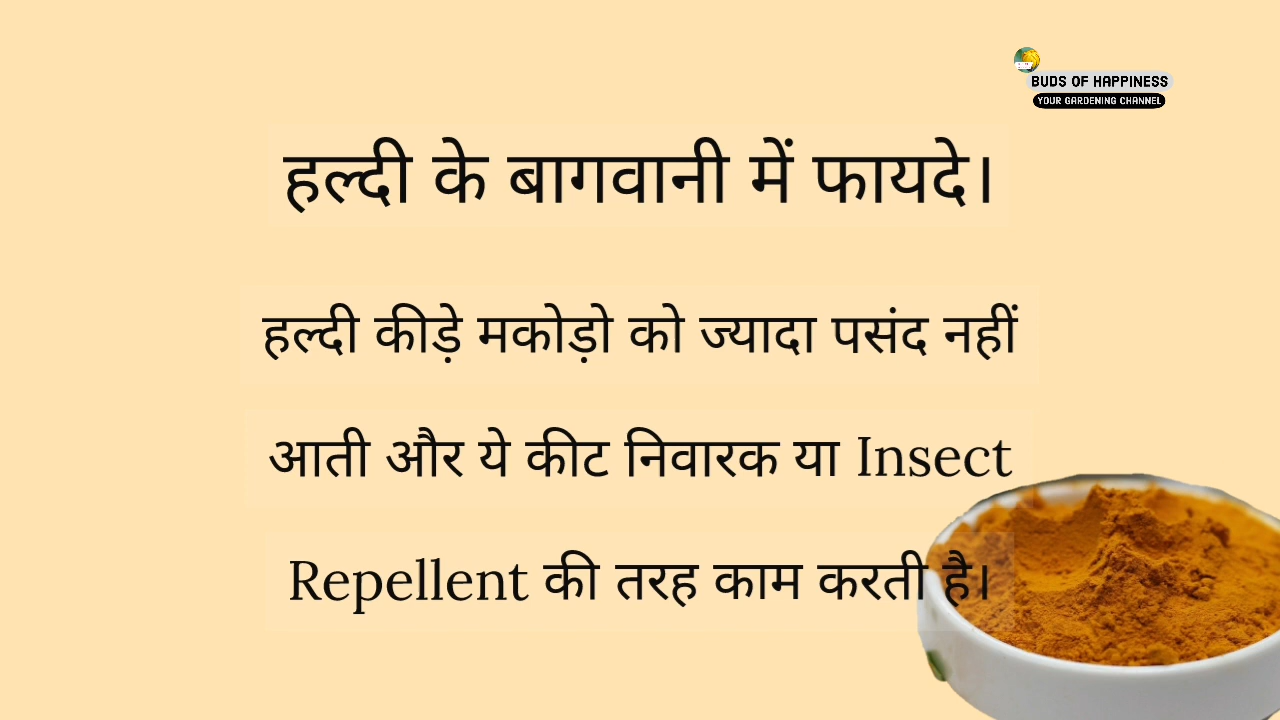 BUDS OF HAPPINESS
YOUR GARDENING CHANNEL
हल्दी के बागवानी में फायदे।
हल्दी कीड़े मकोड़ो को ज्यादा पसंद नहीं
आती और ये कीट निवारक या Insect
Repellent की तरह काम करती है।